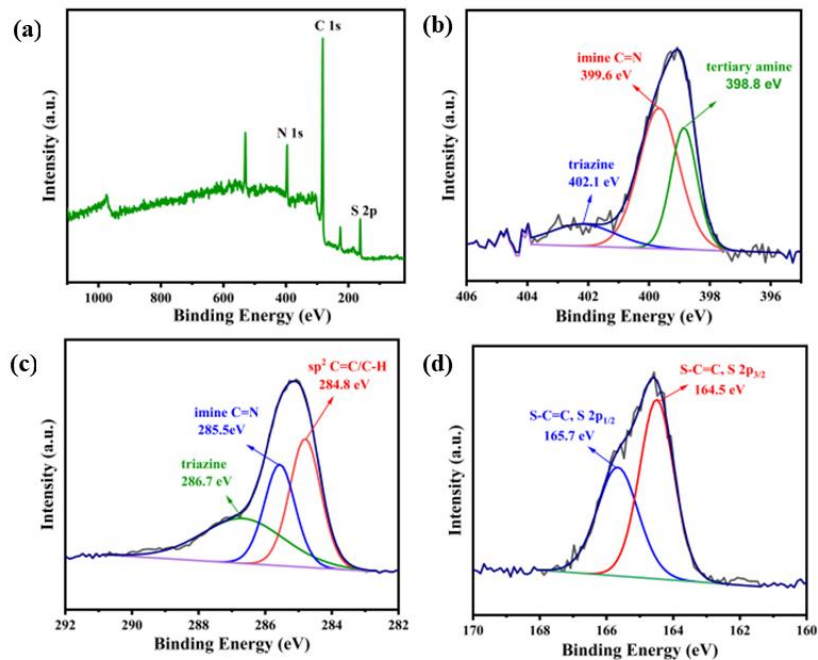 (a)
C 1s
N 1s
S 2p
Intensity (a.u.)
1000 800 600 400 200
Binding Energy (eV)
(b)
imine C=N
399.6 eV
tertiary amine
398.8 eV
triazine
402.1 eV
Intensity (a.u.)
406 404 402 400 398 396
Binding Energy (eV)
(c)
sp² C=C/C-H
284.8 eV
imine C=N
285.5eV
triazine
286.7 eV
Intensity (a.u.)
292 290 288 286 284 282
Binding Energy (eV)
(d)
S-C=C, S 2p3/2
164.5 eV
S-C=C, S 2p1/2
165.7 eV
Intensity (a.u.)
170 168 166 164 162 160
Binding Energy (eV)